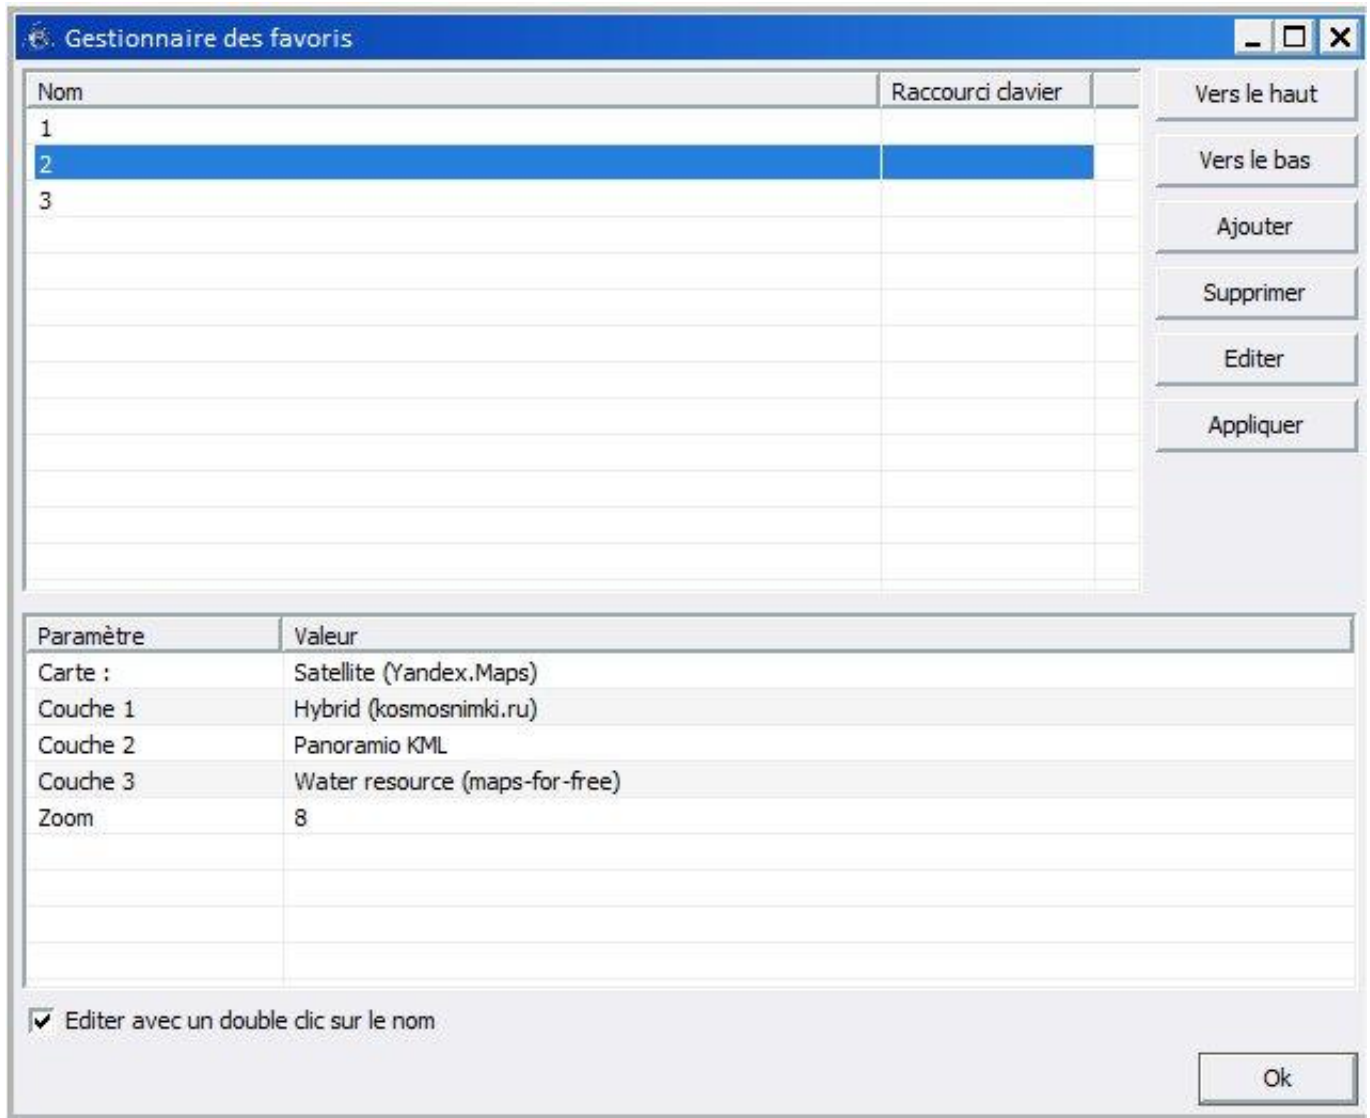 Gestionnaire des favoris
Nom Raccourci clavier
1
2
3
Vers le haut
Vers le bas
Ajouter
Supprimer
Editer
Appliquer
Paramètre Valeur
Carte : Satellite (Yandex.Maps)
Couche 1 Hybrid (kosmosnimki.ru)
Couche 2 Panoramio KML
Couche 3 Water resource (maps-for-free)
Zoom 8
Editer avec un double clic sur le nom
Ok